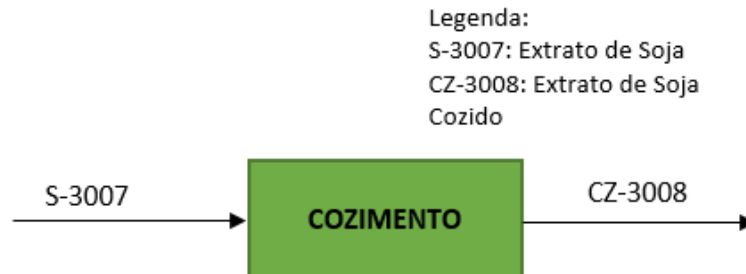 Legenda:
S-3007: Extrato de Soja
CZ-3008: Extrato de Soja
Cozido
S-3007
COZIMENTO
CZ-3008